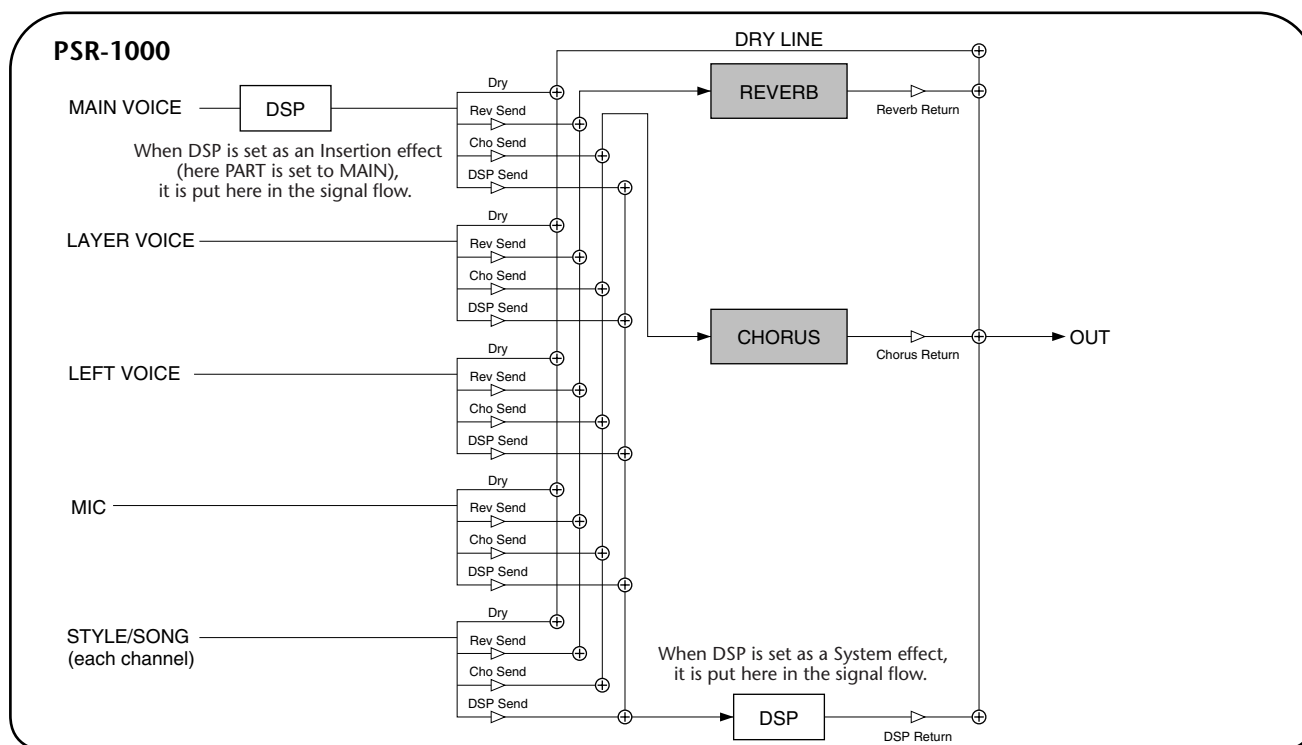 PSR-1000
DRY LINE
MAIN VOICE
DSP
Dry
Rev Send
Cho Send
DSP Send
REVERB
Reverb Return
When DSP is set as an Insertion effect
(here PART is set to MAIN),
it is put here in the signal flow.
LAYER VOICE
Dry
Rev Send
Cho Send
DSP Send
CHORUS
Chorus Return
OUT
LEFT VOICE
Dry
Rev Send
Cho Send
DSP Send
MIC
Dry
Rev Send
Cho Send
DSP Send
STYLE/SONG
(each channel)
Dry
Rev Send
Cho Send
DSP Send
When DSP is set as a System effect,
it is put here in the signal flow.
DSP
DSP Return